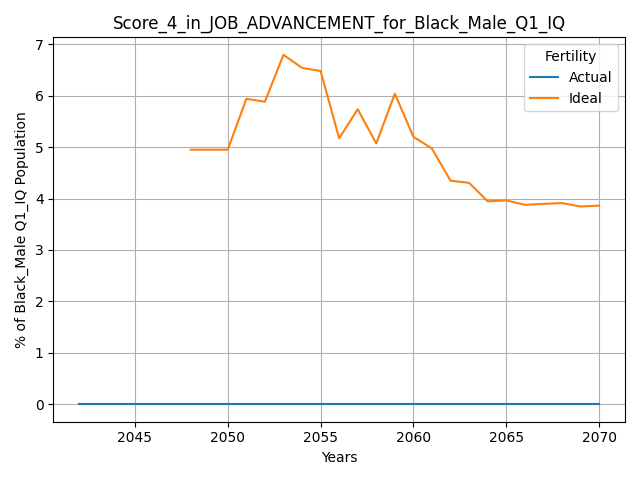 Score_4_in_JOB_ADVANCEMENT_for_Black_Male_Q1_IQ
Fertility
Actual
Ideal
% of Black_Male Q1_IQ Population
7
6
5
4
3
2
1
0
2045 2050 2055 2060 2065 2070
Years